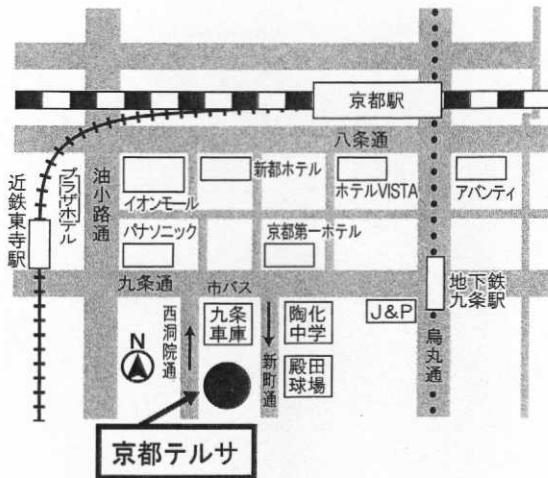 京都駅
八条通
新都ホテル
ホテルVISTA
アバンティ
イオンモール
近鉄東寺駅
プラザホテル
油小路通
パナソニック
京都第一ホテル
九条通
市バス
九条
車庫
陶化
中学
J&P
地下鉄
九条駅
西洞院通
新町通
烏丸通
殿田
球場
N
京都テルサ